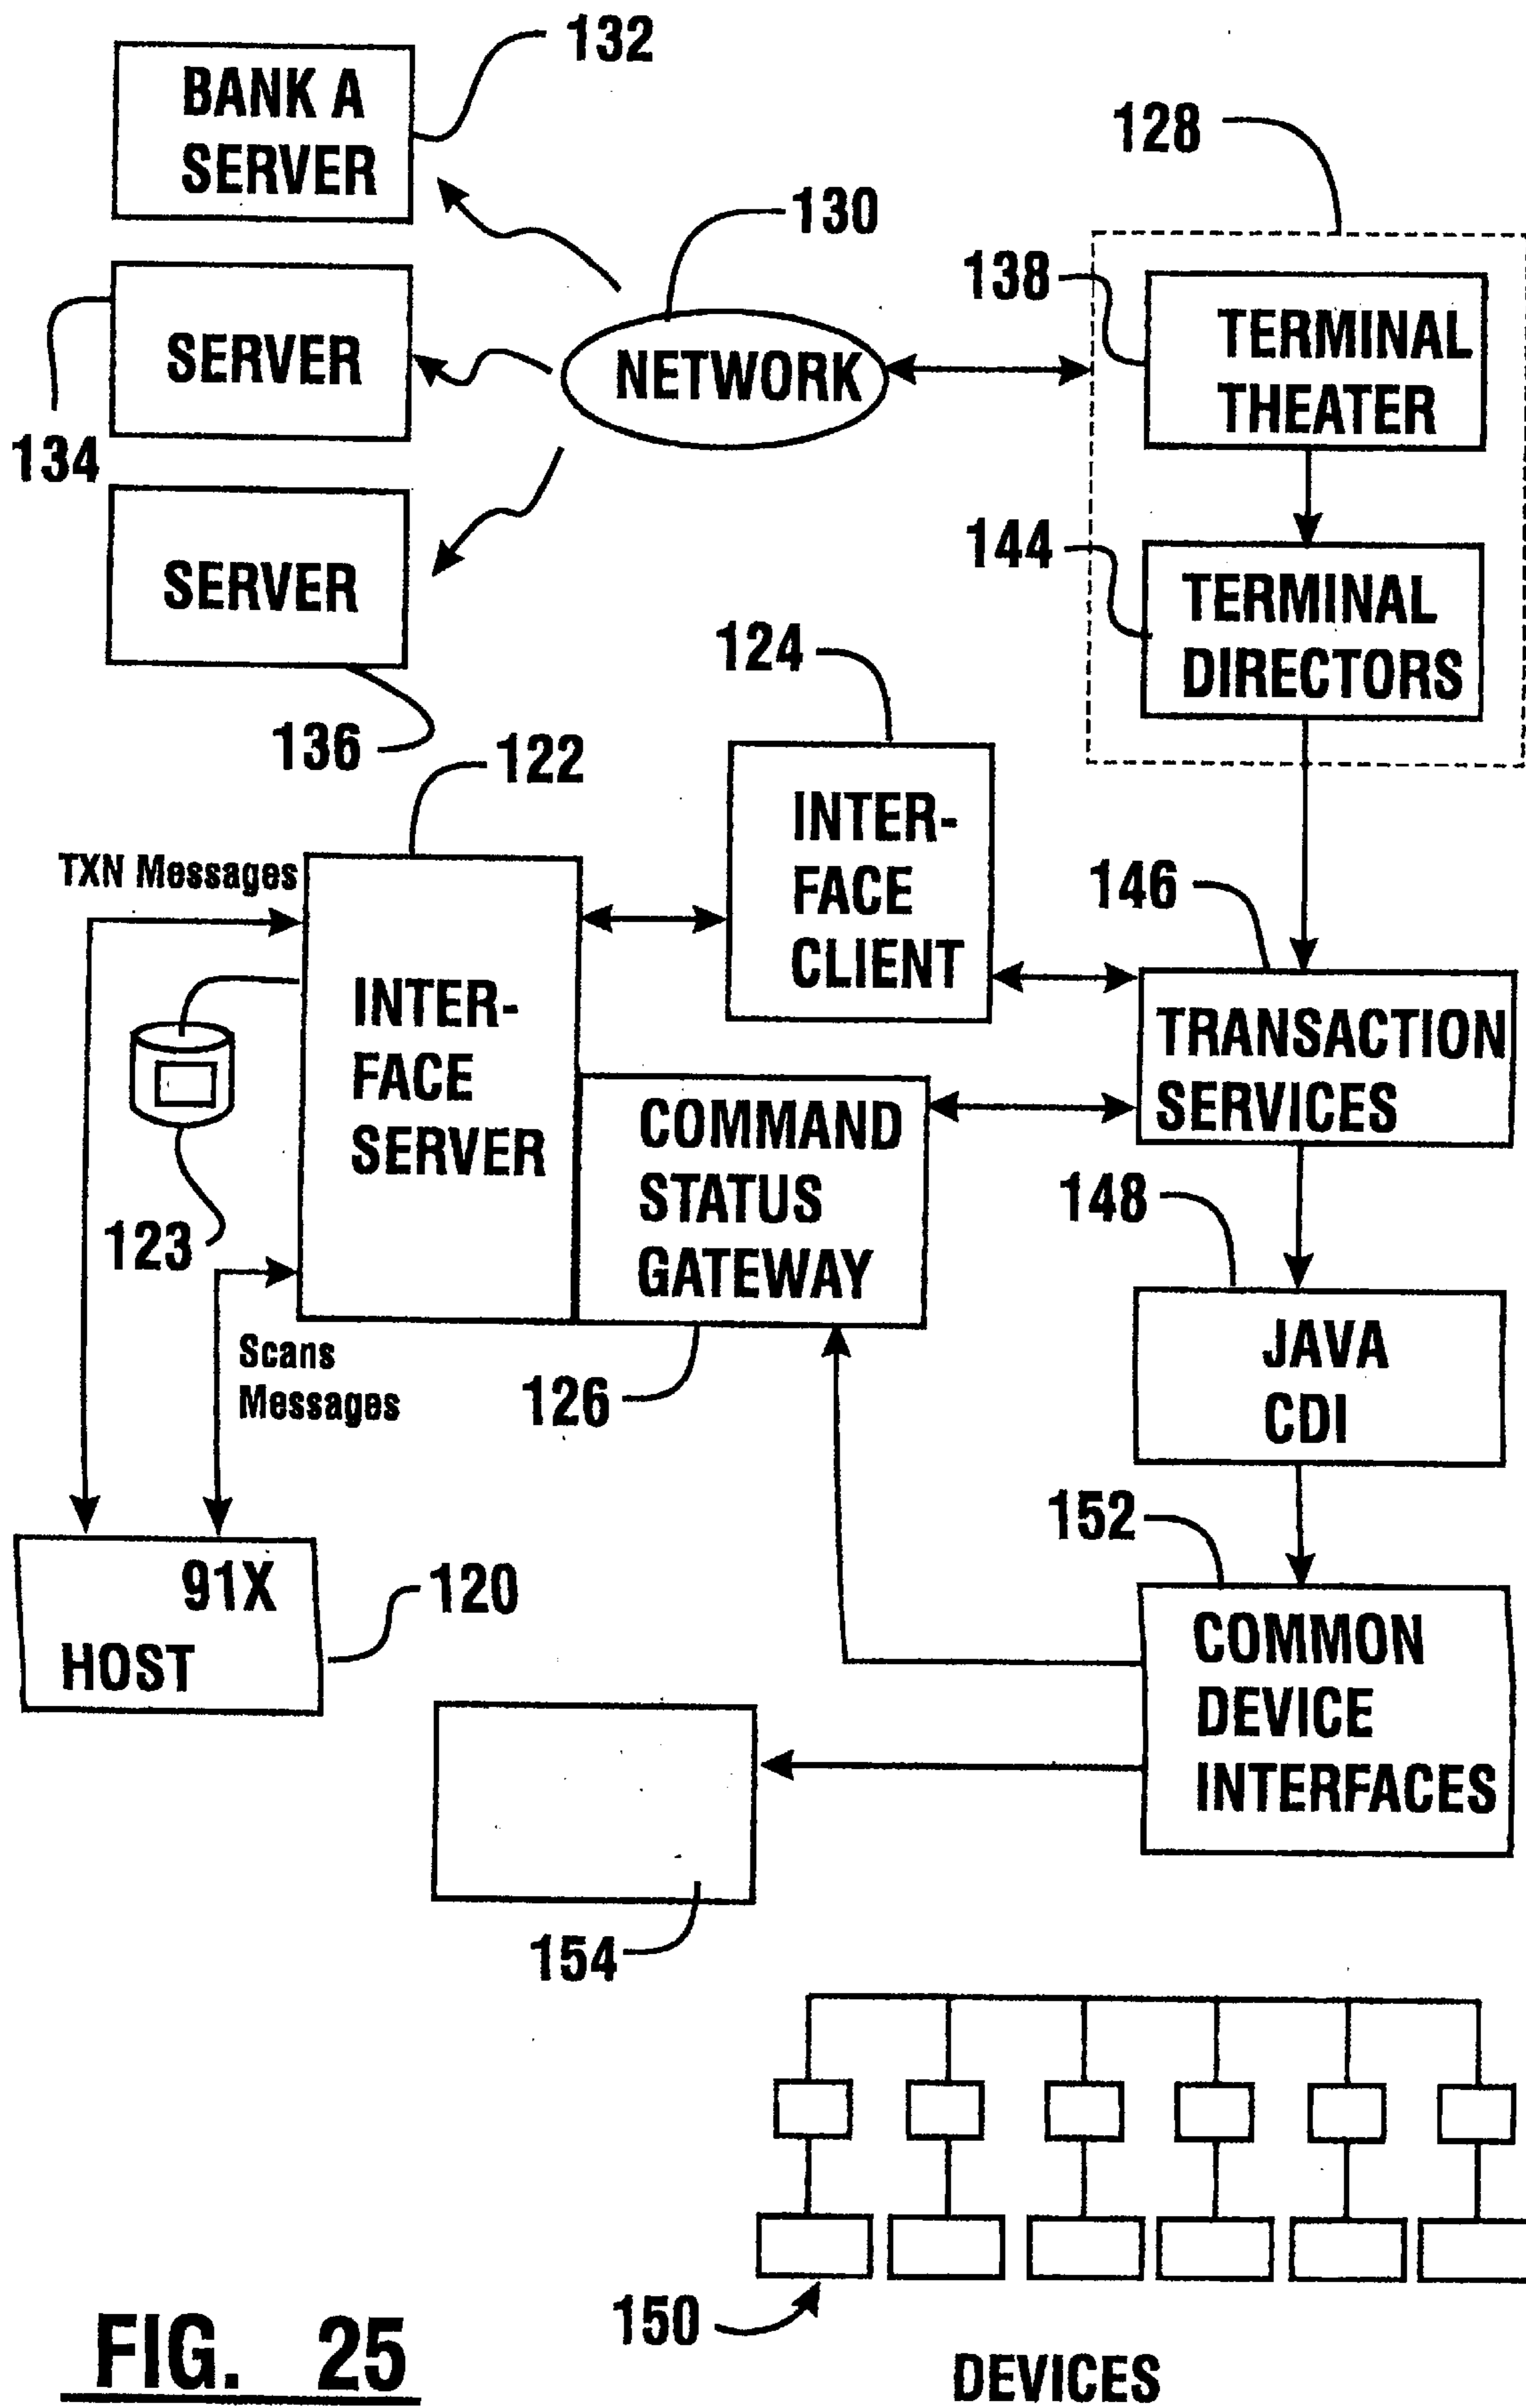 132
BANK A
SERVER
128
130
138
TERMINAL
THEATER
SERVER
NETWORK
134
144
TERMINAL
DIRECTORS
SERVER
124
136
122
INTER-
FACE
CLIENT
TXN Messages
146
INTER-
FACE
SERVER
TRANSACTION
SERVICES
COMMAND
STATUS
GATEWAY
148
123
JAVA
CDI
Scans
Messages
126
152
91X
HOST
120
COMMON
DEVICE
INTERFACES
154
150
FIG. 25
DEVICES